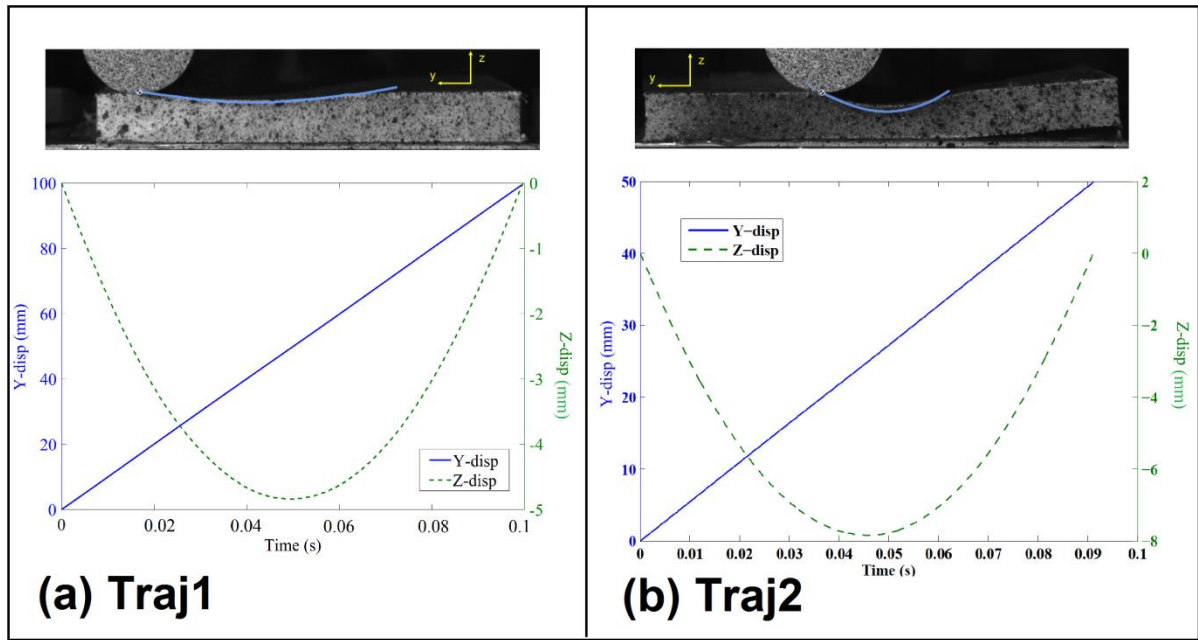 z
y
100
80
60
40
20
0
Y-disp (mm)
0
-1
-2
-3
-4
-5
Z-disp (mm)
Y-disp
Z-disp
0 0.02 0.04 0.06 0.08 0.1
Time (s)
(a) Traj1
z
y
50
40
30
20
10
0
Y-disp (mm)
2
0
-2
-4
-6
-8
Z-disp (mm)
Y-disp
Z-disp
0 0.01 0.02 0.03 0.04 0.05 0.06 0.07 0.08 0.09 0.1
Time (s)
(b) Traj2